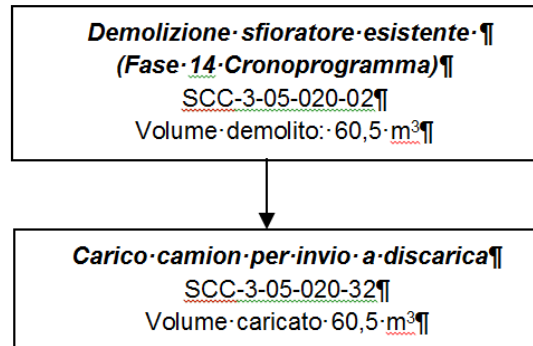 Demolizione·sfioratore·esistente·¶
(Fase·14·Cronoprogramma)¶
SCC-3-05-020-02¶
Volume·demolito:·60,5·m³¶
Carico·camion·per·invio·a·discarica¶
SCC-3-05-020-32¶
Volume·caricato·60,5·m³¶